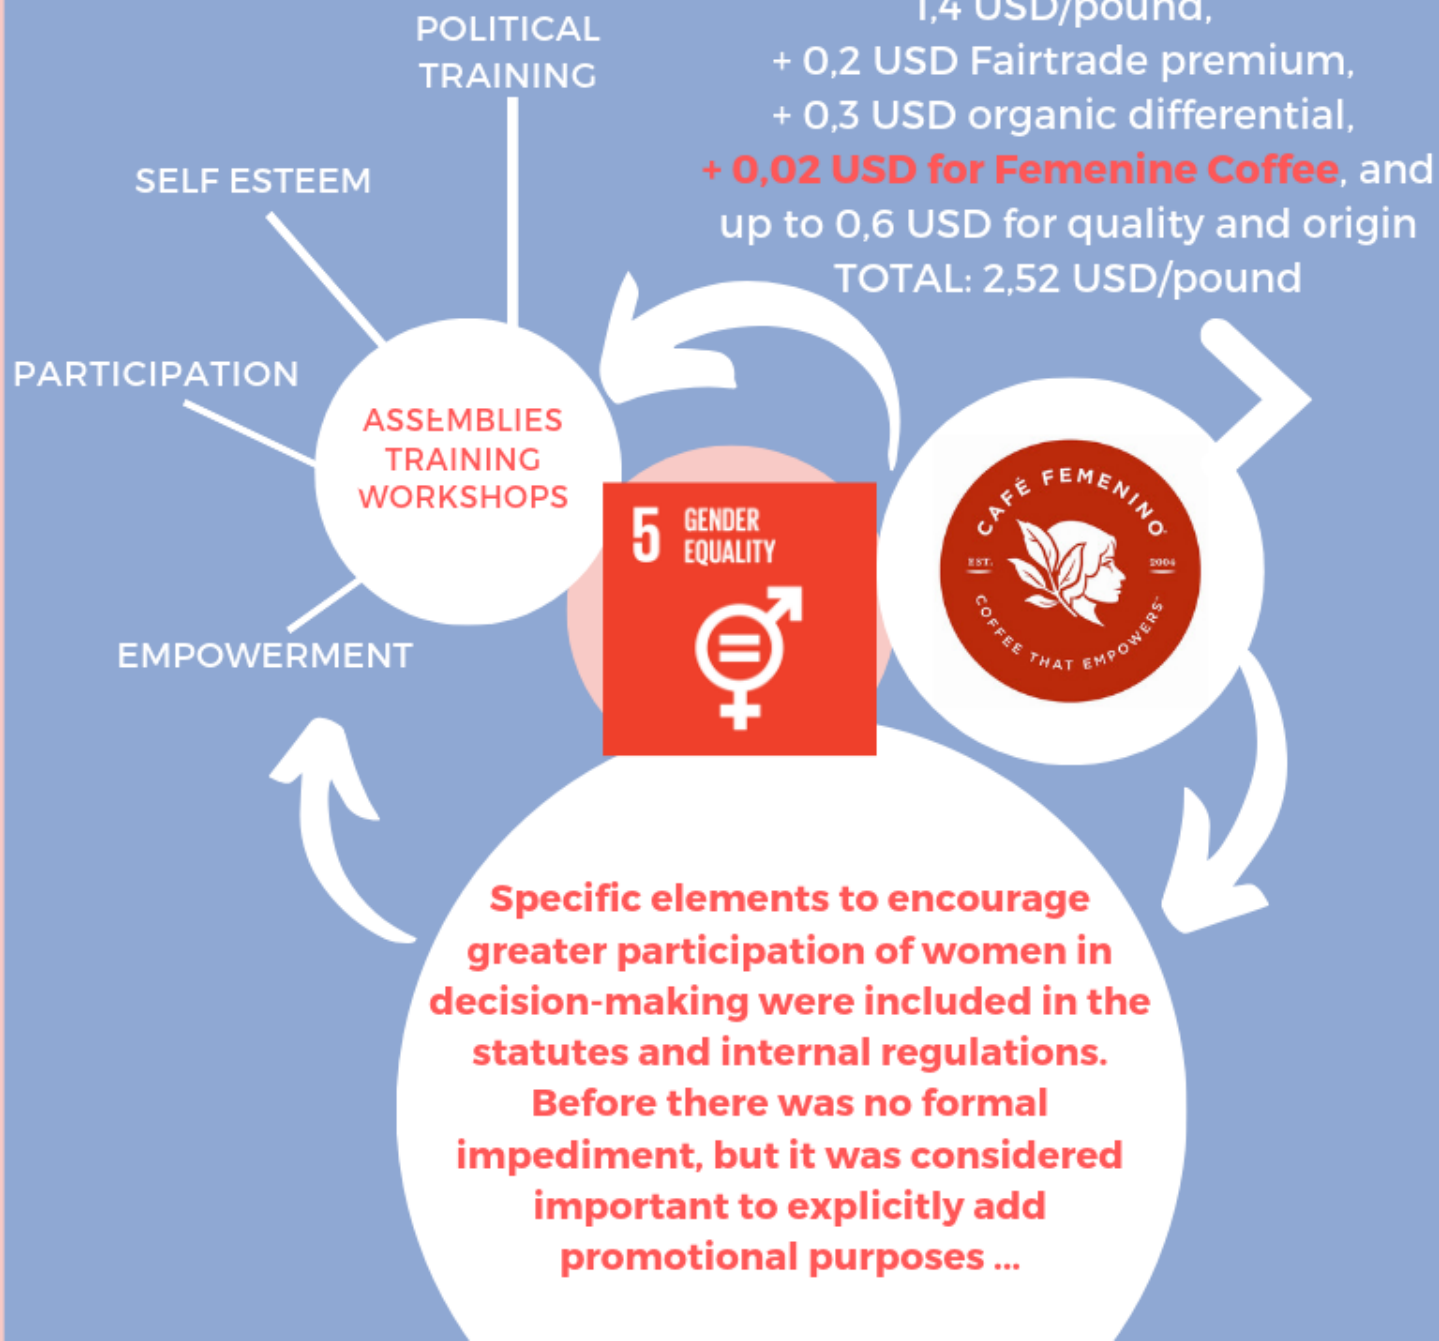 POLITICAL
TRAINING
SELF ESTEEM
PARTICIPATION
EMPOWERMENT
ASSEMBLIES
TRAINING
WORKSHOPS
1,4 USD/pound,
+ 0,2 USD Fairtrade premium,
+ 0,3 USD organic differential,
+ 0,02 USD for Femenine Coffee, and
up to 0,6 USD for quality and origin
TOTAL: 2,52 USD/pound
5 GENDER
EQUALITY
CAFÉ FEMENINO
EST. 2004
COFFEE THAT EMPOWERS
Specific elements to encourage
greater participation of women in
decision-making were included in the
statutes and internal regulations.
Before there was no formal
impediment, but it was considered
important to explicitly add
promotional purposes ...